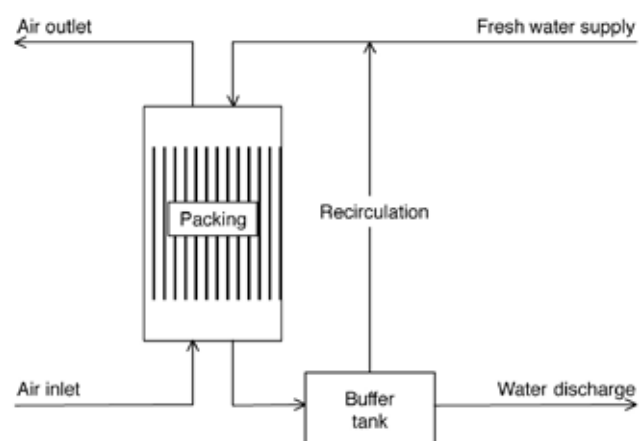 Air outlet
Fresh water supply
Packing
Recirculation
Air inlet
Buffer
tank
Water discharge